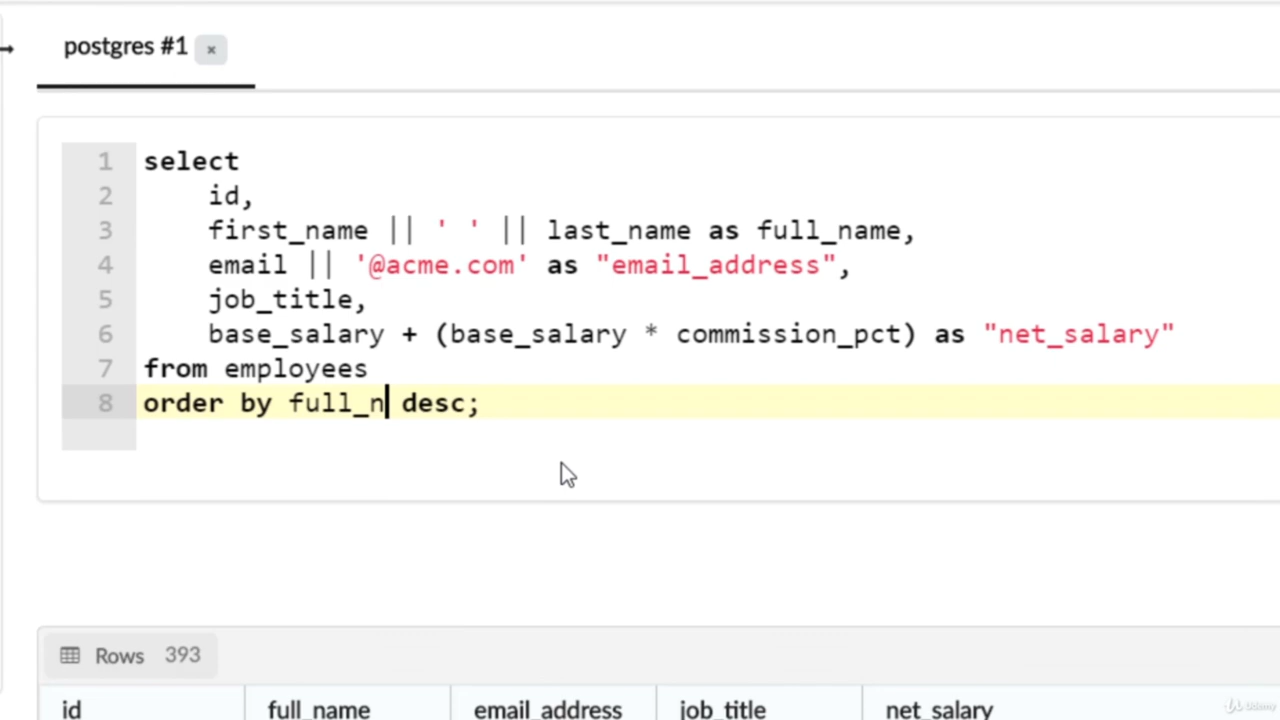 postgres #1 ×
1 select
2 id,
3 first_name || ' ' || last_name as full_name,
4 email || '@acme.com' as "email_address",
5 job_title,
6 base_salary + (base_salary * commission_pct) as "net_salary"
7 from employees
8 order by full_n desc;
Rows 393
id full_name email_address job_title net_salary
Udemy